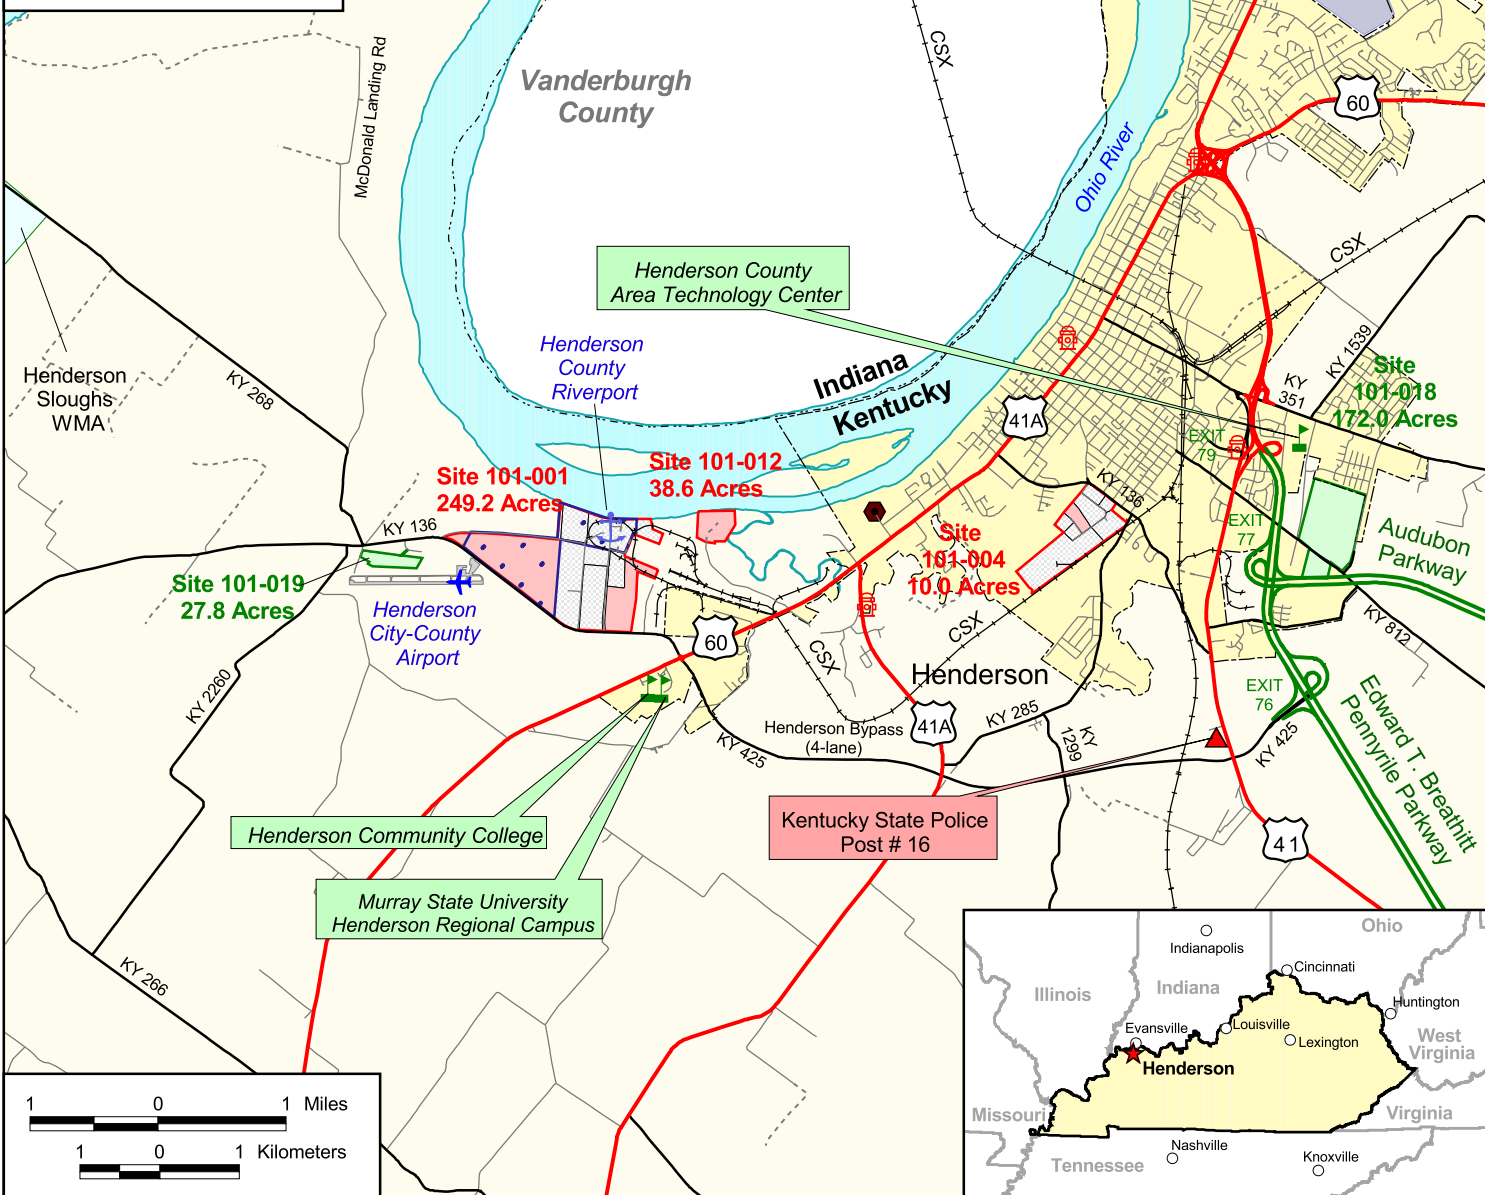 McDonald Landing Rd
Vanderburgh
County
CSX
Ohio River
60
CSX
Henderson County
Area Technology Center
Henderson
County
Riverport
Indiana
Kentucky
KY 1539
KY
351
Site
101-018
172.0 Acres
Henderson
Sloughs
WMA
KY 268
41A
EXIT
79
Site 101-001
249.2 Acres
Site 101-012
38.6 Acres
KY 136
KY 136
Site
101-004
10.0 Acres
EXIT
77
Audubon
Parkway
Site 101-019
27.8 Acres
Henderson
City-County
Airport
60
CSX
CSX
KY 812
Henderson
KY 2260
EXIT
76
41A
KY 285
Henderson Bypass
(4-lane)
KY 425
KY
1299
KY 425
Edward T. Breathitt
Pennyrile Parkway
Henderson Community College
Kentucky State Police
Post # 16
41
Murray State University
Henderson Regional Campus
KY 266
1 0 1 Miles
1 0 1 Kilometers
Ohio
Indianapolis
Cincinnati
Illinois
Indiana
Huntington
Evansville
Louisville
Lexington
West
Virginia
Henderson
Missouri
Virginia
Nashville
Tennessee
Knoxville